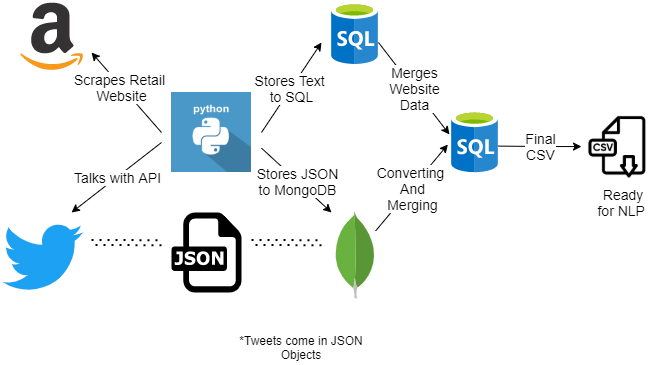 a
Scrapes Retail
Website
python
Talks with API
Stores Text
to SQL
SQL
Merges
Website
Data
Stores JSON
to MongoDB
Converting
And
Merging
SQL
Final
CSV
CSV
Ready
for NLP
JSON
*Tweets come in JSON
Objects